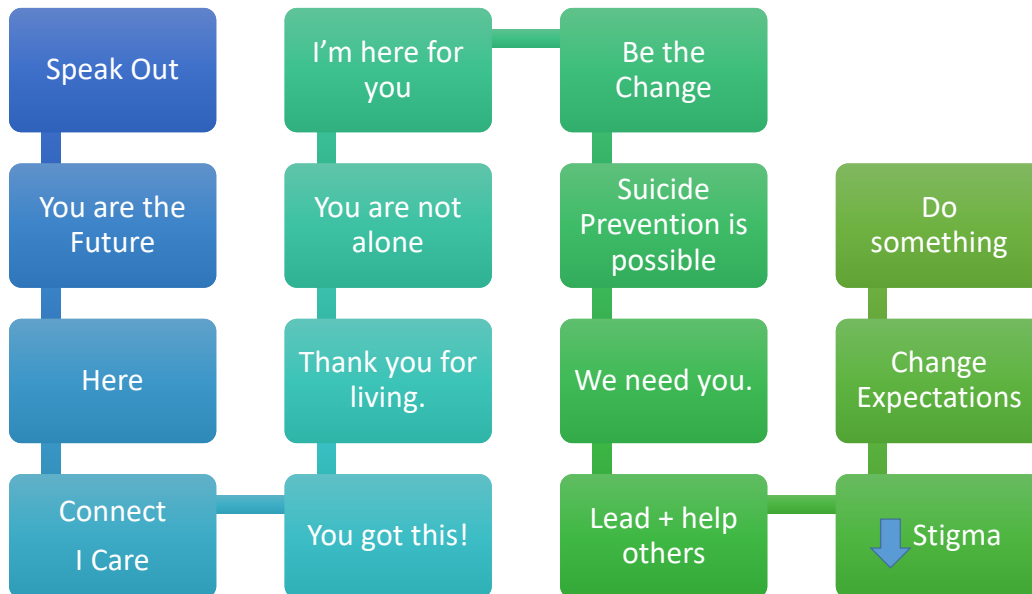 Speak Out
You are the
Future
Here
Connect
I Care
You got this!
Thank you for
living.
You are not
alone
I’m here for
you
Be the
Change
Suicide
Prevention is
possible
We need you.
Lead + help
others
Stigma
Change
Expectations
Do
something